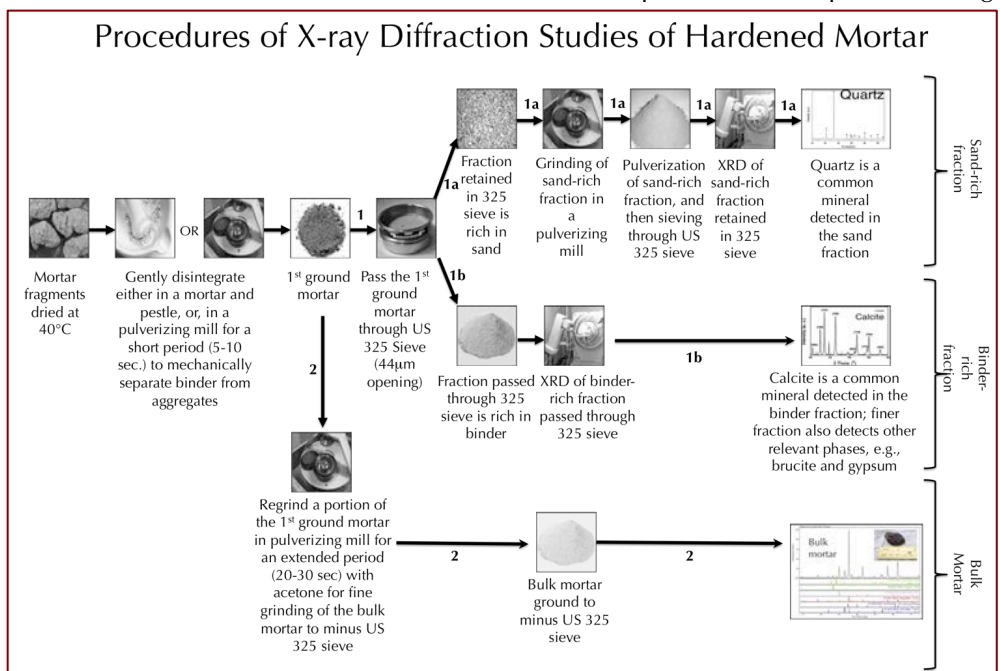 Procedures of X-ray Diffraction Studies of Hardened Mortar
Mortar
fragments
dried at
40°C
OR
Gently disintegrate
either in a mortar and
pestle, or, in a
pulverizing mill for a
short period (5-10
sec.) to mechanically
separate binder from
aggregates
1st ground
mortar
1
Pass the 1st
ground
mortar
through US
325 Sieve
(44μm
opening)
1a
Fraction
retained
in 325
sieve is
rich in
sand
1a
Grinding of
sand-rich
fraction in
a
pulverizing
mill
1a
Pulverization
of sand-rich
fraction, and
then sieving
through US
325 sieve
1a
XRD of
sand-rich
fraction
retained
in 325
sieve
1a
Quartz
Quartz is a
common
mineral
detected in
the sand
fraction
Sand-rich
fraction
1b
Fraction passed
through 325
sieve is rich in
binder
XRD of binder-
rich fraction
passed through
325 sieve
1b
Calcite
Calcite is a common
mineral detected in the
binder fraction; finer
fraction also detects other
relevant phases, e.g.,
brucite and gypsum
Binder-
rich
fraction
2
Regrind a portion of
the 1st ground mortar
in pulverizing mill for
an extended period
(20-30 sec) with
acetone for fine
grinding of the bulk
mortar to minus US
325 sieve
2
Bulk mortar
ground to
minus US 325
sieve
2
Bulk
mortar
Bulk
Mortar